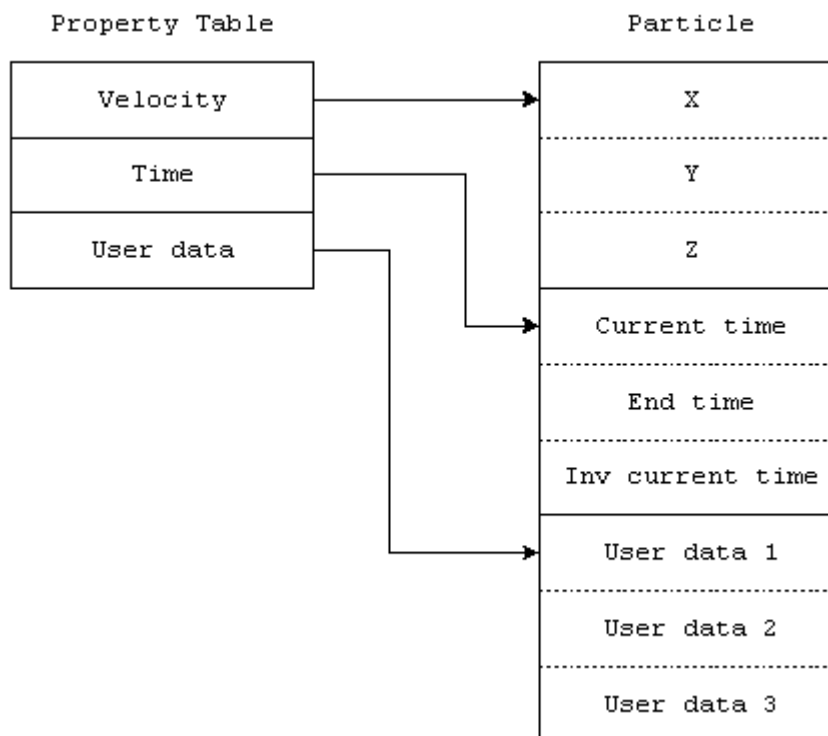 Property Table
Velocity
Time
User data
Particle
X
Y
Z
Current time
End time
Inv current time
User data 1
User data 2
User data 3